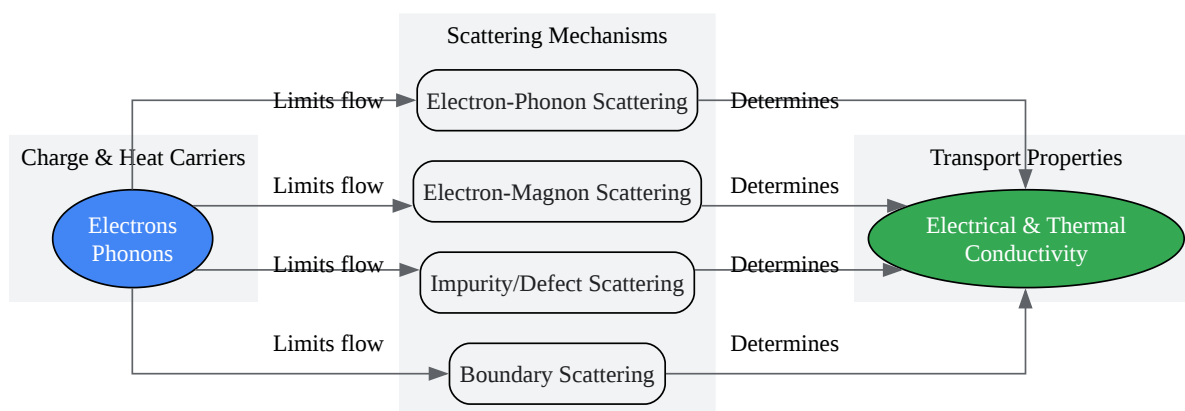 Scattering Mechanisms
Limits flow
Electron-Phonon Scattering
Determines
Charge & Heat Carriers
Transport Properties
Limits flow
Electron-Magnon Scattering
Determines
Electrons
Phonons
Electrical & Thermal
Conductivity
Limits flow
Impurity/Defect Scattering
Determines
Limits flow
Boundary Scattering
Determines